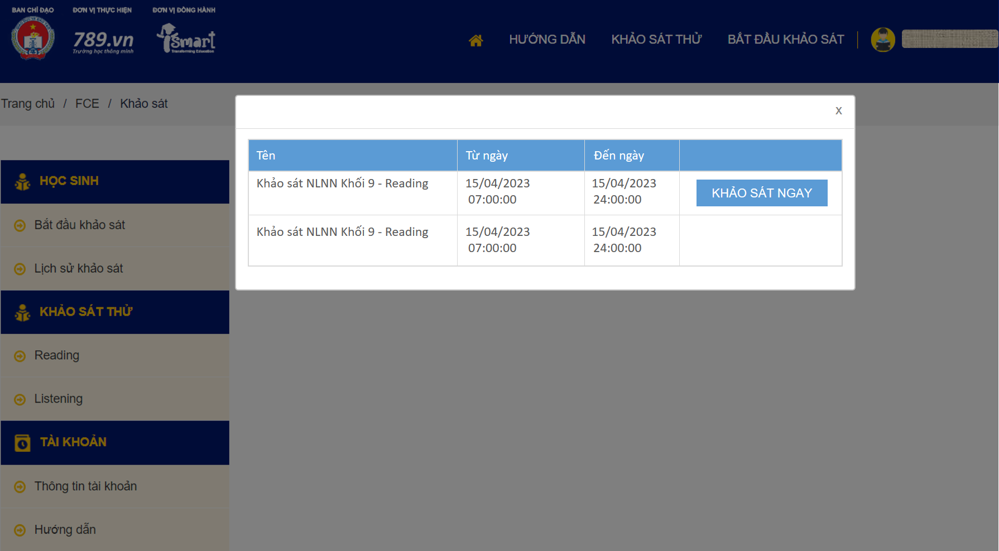 BAN CHỈ ĐẠO
ĐƠN VỊ THỰC HIỆN
ĐƠN VỊ ĐỒNG HÀNH
789.vn
Trường học thông minh
iSmart
Transforming Education
HƯỚNG DẪN
KHẢO SÁT THỬ
BẮT ĐẦU KHẢO SÁT
Trang chủ / FCE / Khảo sát
x
Tên
Từ ngày
Đến ngày
Khảo sát NLNN Khối 9 - Reading
15/04/2023
07:00:00
15/04/2023
24:00:00
KHẢO SÁT NGAY
Khảo sát NLNN Khối 9 - Reading
15/04/2023
07:00:00
15/04/2023
24:00:00
HỌC SINH
Bắt đầu khảo sát
Lịch sử khảo sát
KHẢO SÁT THỬ
Reading
Listening
TÀI KHOẢN
Thông tin tài khoản
Hướng dẫn